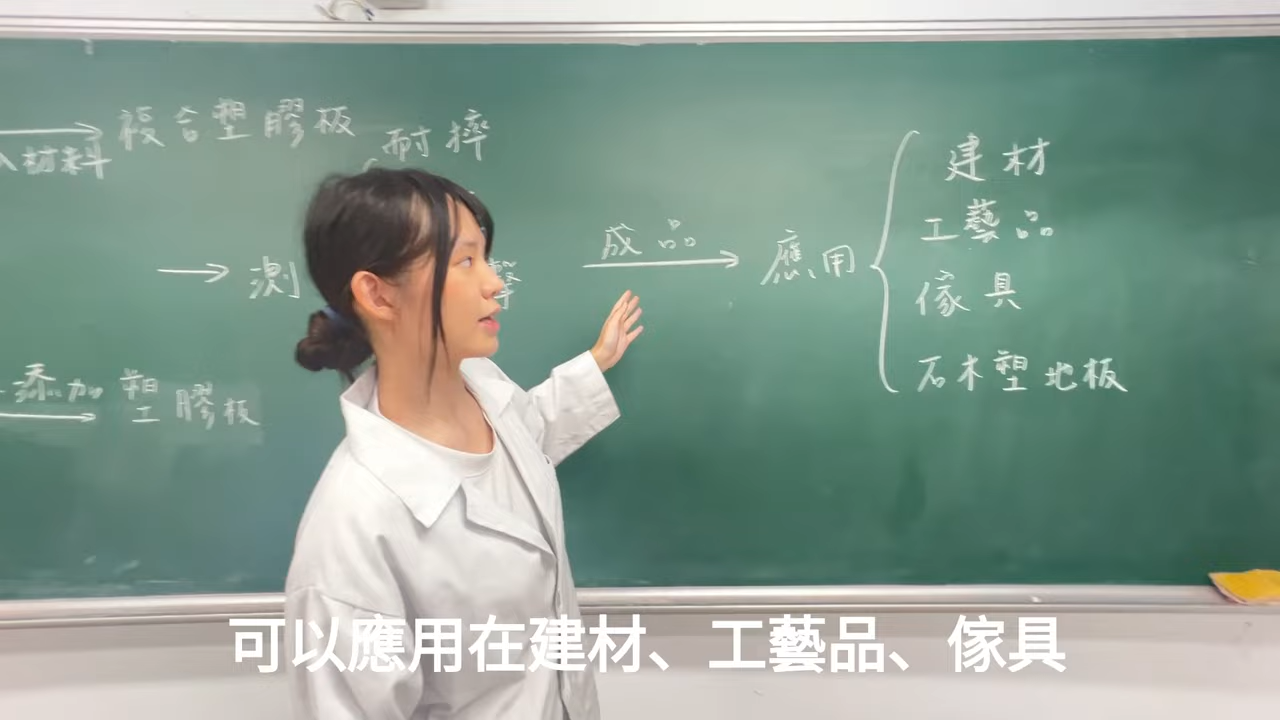 複合塑膠板
入材料
耐摔
測
成品
應用
建材
工藝品
傢具
石木塑地板
添加
塑膠板
可以應用在建材、工藝品、傢具